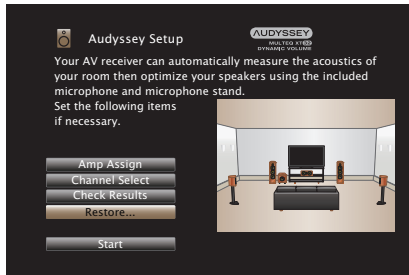 Audyssey Setup
AUDYSSEY
MULTEQ XT32
DYNAMIC VOLUME
Your AV receiver can automatically measure the acoustics of
your room then optimize your speakers using the included
microphone and microphone stand.
Set the following items
if necessary.
Amp Assign
Channel Select
Check Results
Restore...
Start